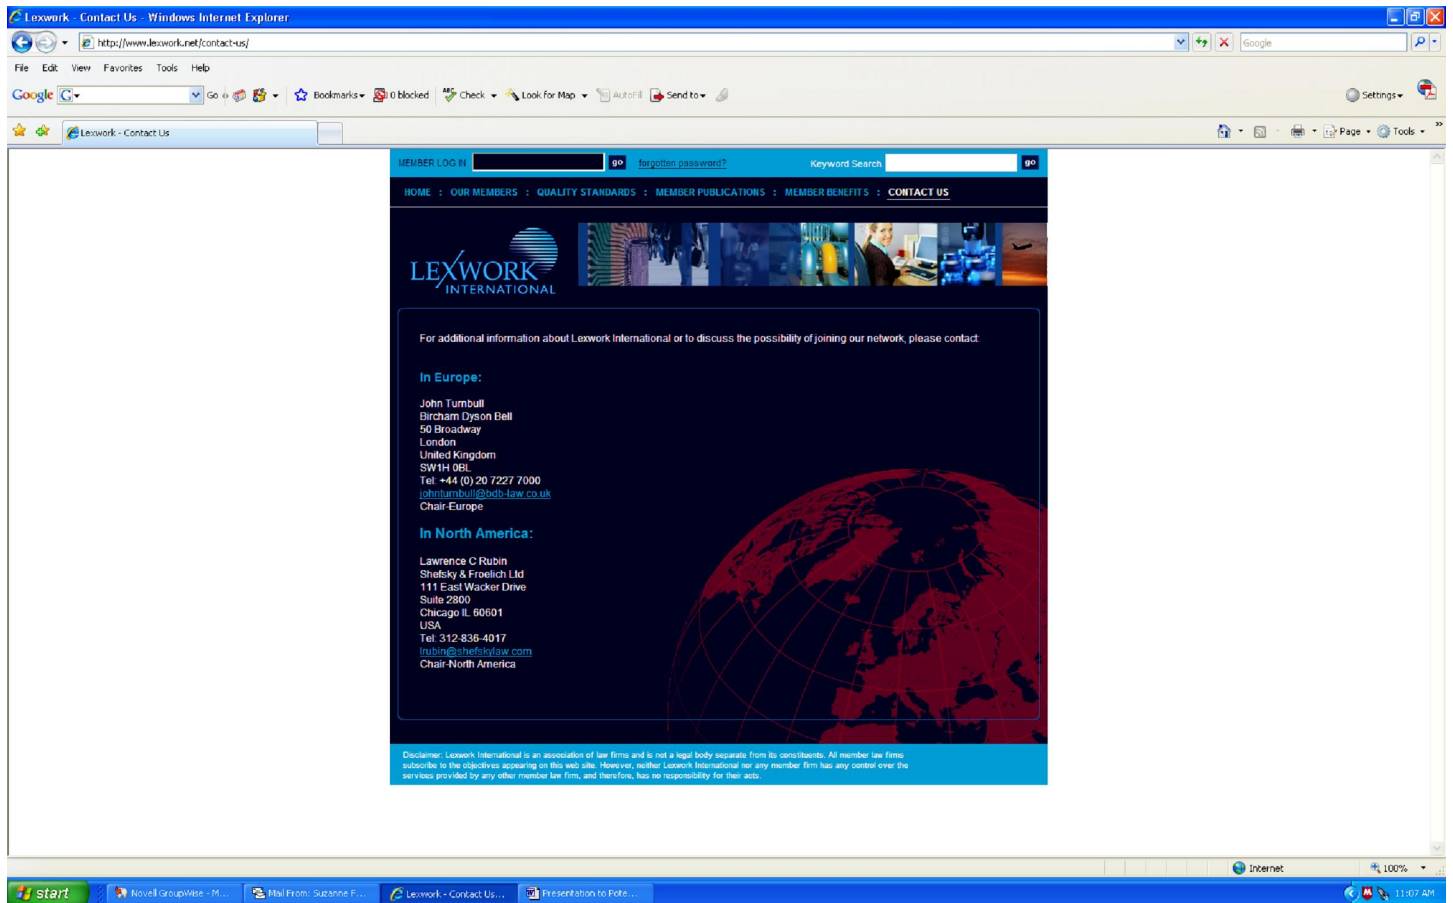 Lexwork - Contact Us - Windows Internet Explorer
http://www.lexwork.net/contact-us/
Google
File Edit View Favorites Tools Help
Google G Go Bookmarks 0 blocked Check Look for Map AutoFill Send to Settings
Lexwork - Contact Us
Page Tools
MEMBER LOG IN go forgotten password? Keyword Search go
HOME : OUR MEMBERS : QUALITY STANDARDS : MEMBER PUBLICATIONS : MEMBER BENEFITS : CONTACT US
LEXWORK
INTERNATIONAL
For additional information about Lexwork International or to discuss the possibility of joining our network, please contact:
In Europe:
John Turnbull
Bircham Dyson Bell
50 Broadway
London
United Kingdom
SW1H 0BL
Tel: +44 (0) 20 7227 7000
johnturnbull@bdb-law.co.uk
Chair-Europe
In North America:
Lawrence C Rubin
Shefsky & Froelich Ltd
111 East Wacker Drive
Suite 2800
Chicago IL 60601
USA
Tel: 312-836-4017
lrubin@shefskylaw.com
Chair-North America
Disclaimer: Lexwork International is an association of law firms and is not a legal body separate from its constituents. All member law firms
subscribe to the objectives appearing on this web site. However, neither Lexwork International nor any member firm has any control over the
services provided by any other member law firm, and therefore, has no responsibility for their acts.
Internet 100%
start Novell GroupWise - M... Mail From: Suzanne F... Lexwork - Contact Us... Presentation to Pote... 11:07 AM